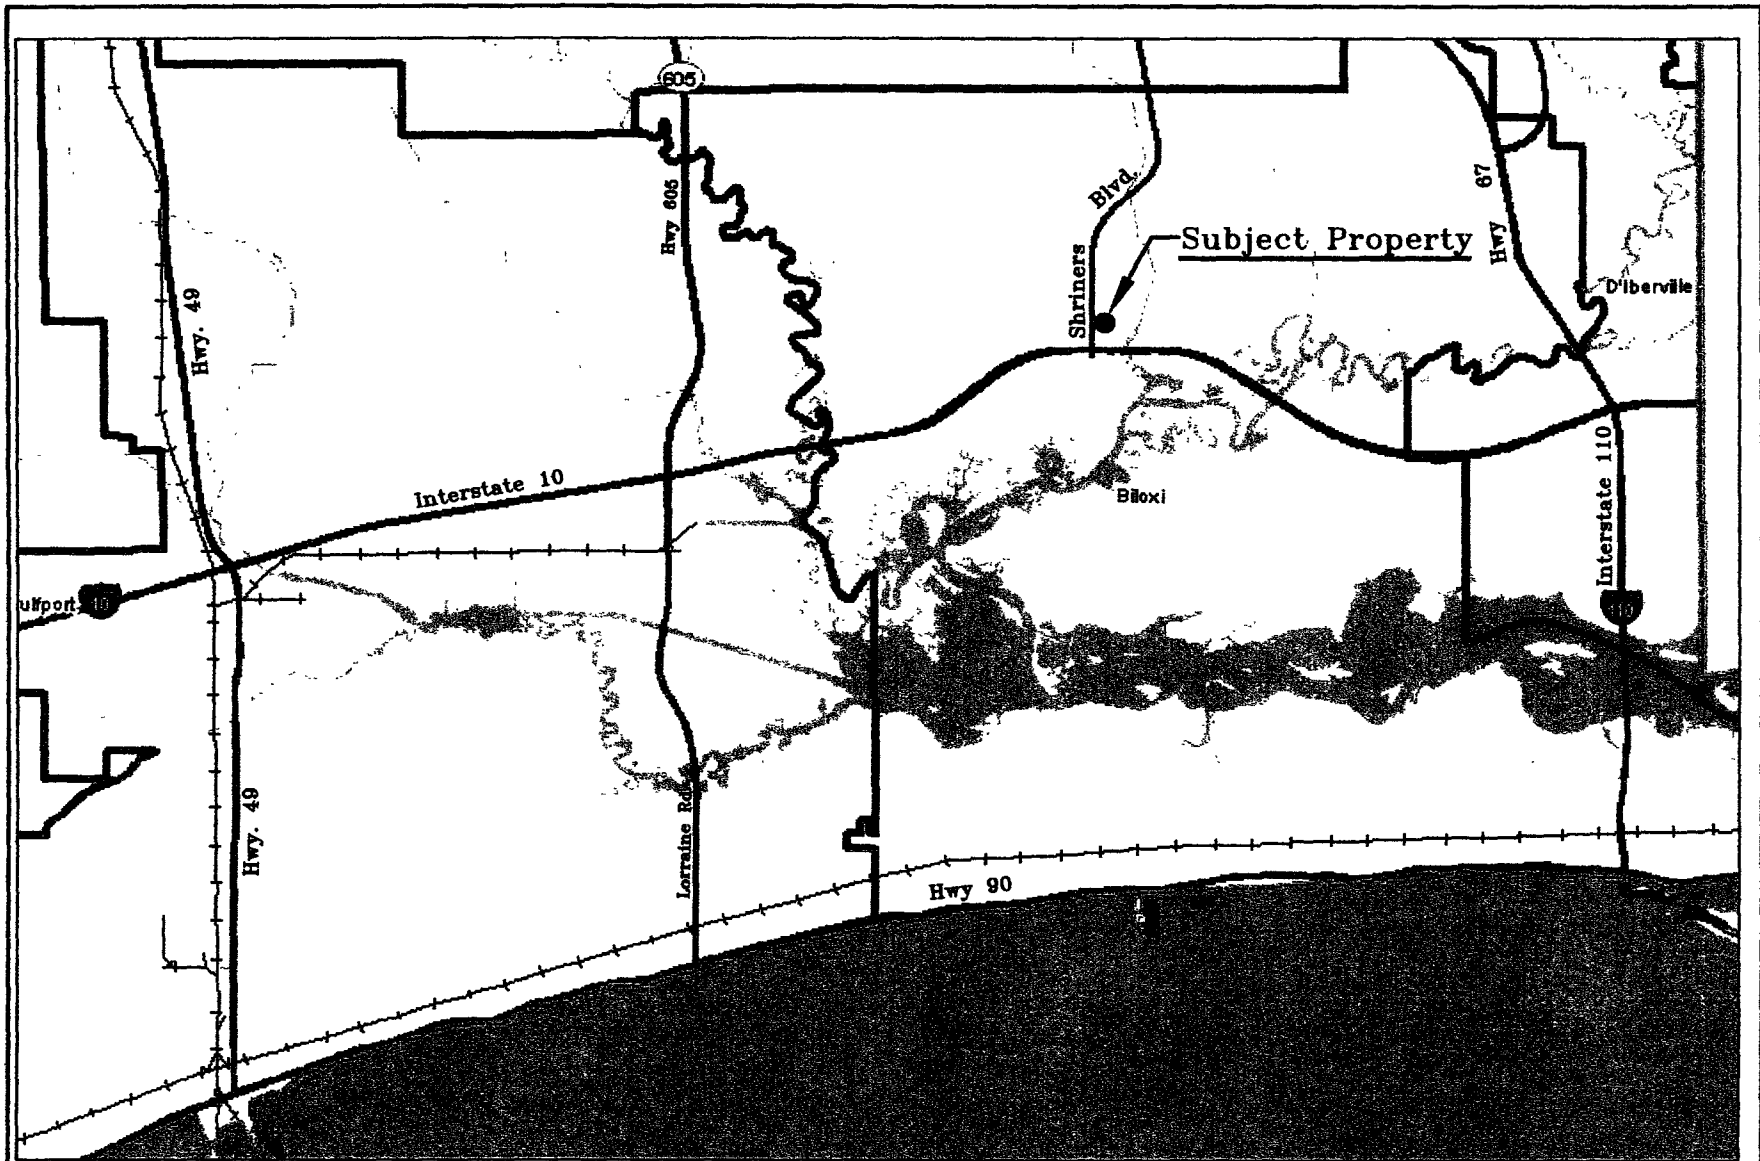 605
Hwy 605
Blvd.
Shriners
Subject Property
67
Hwy
D'Iberville
Hwy. 49
Interstate 10
Biloxi
Interstate 110
ulfport
10
110
Hwy. 49
Lorraine Rd.
Hwy 90